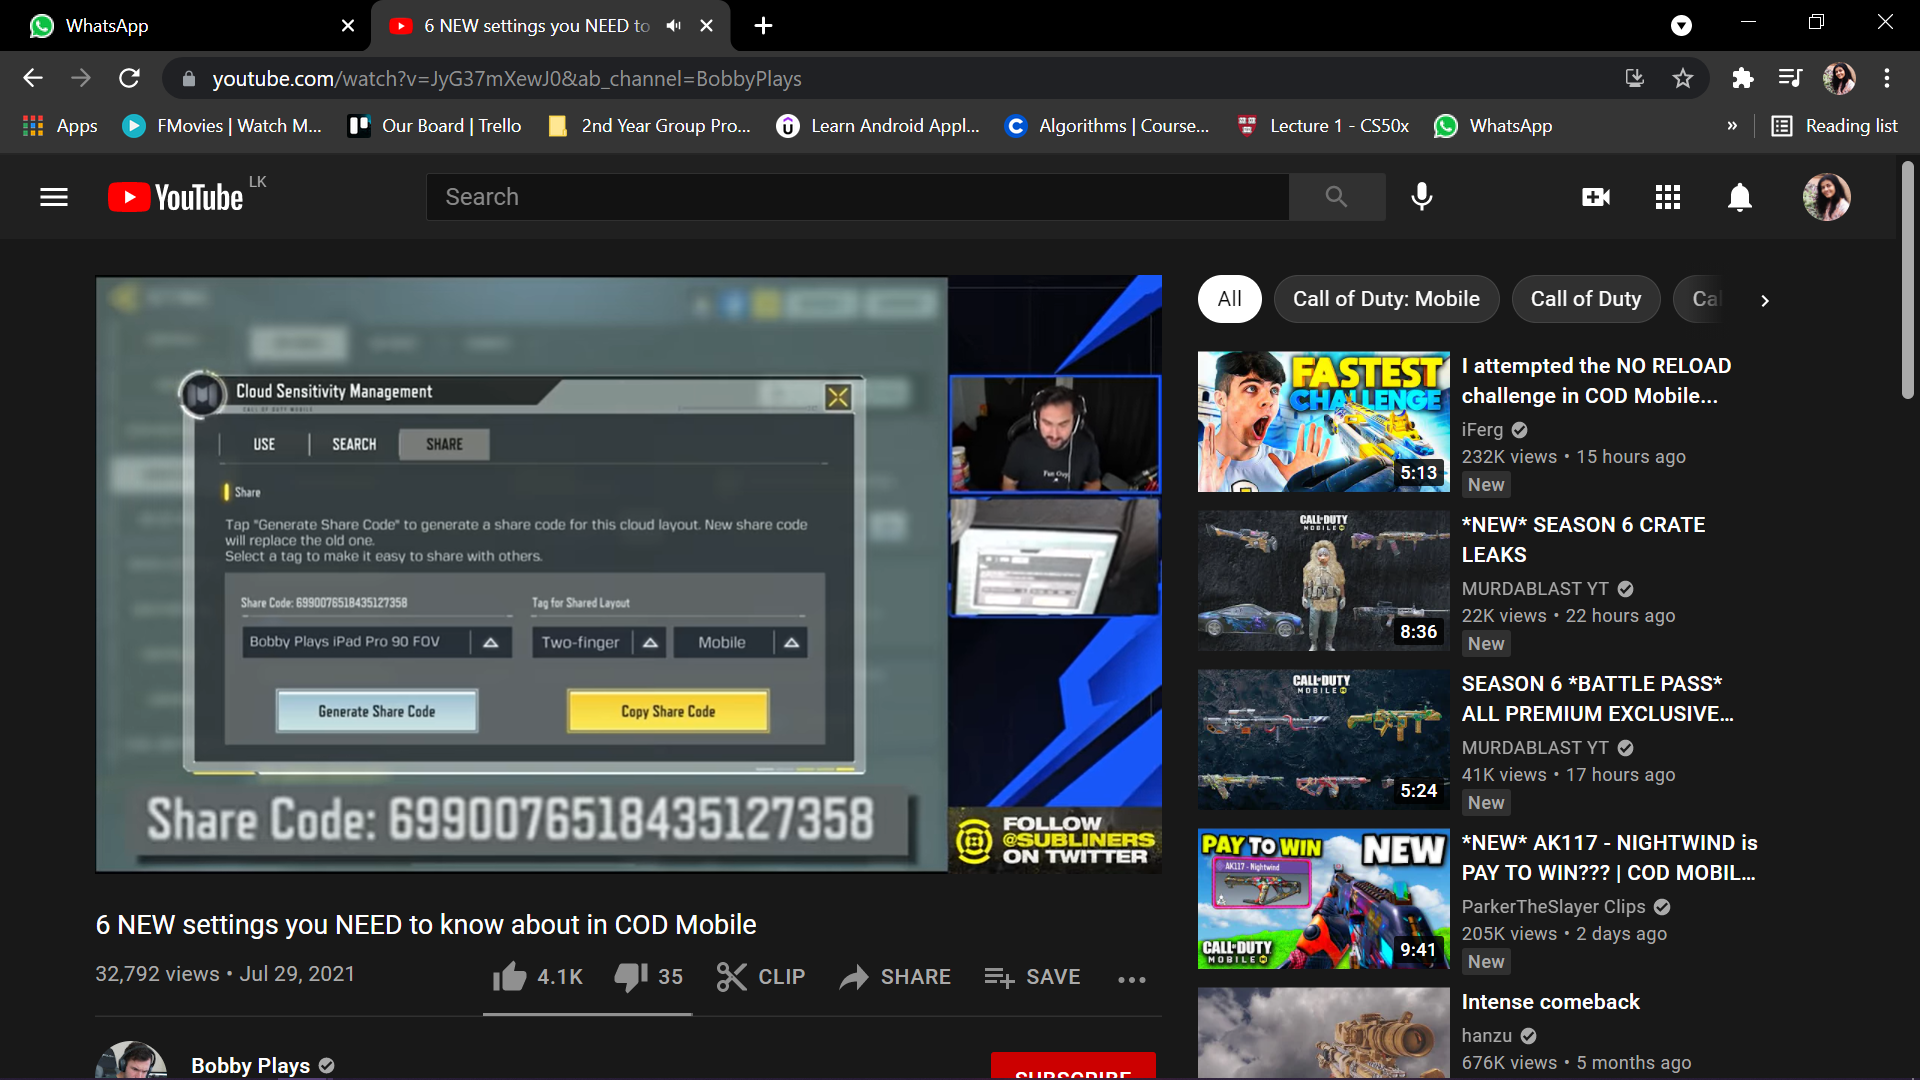 WhatsApp
6 NEW settings you NEED to
youtube.com/watch?v=JyG37mXewJ0&ab_channel=BobbyPlays
Apps
FMovies | Watch M...
Our Board | Trello
2nd Year Group Pro...
Learn Android Appl...
Algorithms | Course...
Lecture 1 - CS50x
WhatsApp
»
Reading list
YouTube LK
Search
Cloud Sensitivity Management
CALL OF DUTY MOBILE
USE
SEARCH
SHARE
Share
Tap "Generate Share Code" to generate a share code for this cloud layout. New share code
will replace the old one.
Select a tag to make it easy to share with others.
Share Code: 6990076518435127358
Tag for Shared Layout
Bobby Plays iPad Pro 90 FOV
Two-finger
Mobile
Generate Share Code
Copy Share Code
Share Code: 6990076518435127358
FOLLOW
@SUBLINERS
ON TWITTER
6 NEW settings you NEED to know about in COD Mobile
32,792 views • Jul 29, 2021
4.1K
35
CLIP
SHARE
SAVE
Bobby Plays
SUBSCRIBE
All
Call of Duty: Mobile
Call of Duty
Cal
FASTEST
CHALLENGE
5:13
I attempted the NO RELOAD
challenge in COD Mobile...
iFerg
232K views • 15 hours ago
New
CALL OF DUTY
MOBILE
8:36
*NEW* SEASON 6 CRATE
LEAKS
MURDABLAST YT
22K views • 22 hours ago
New
CALL OF DUTY
MOBILE
5:24
SEASON 6 *BATTLE PASS*
ALL PREMIUM EXCLUSIVE...
MURDABLAST YT
41K views • 17 hours ago
New
PAY TO WIN
NEW
AK117 - Nightwind
CALL OF DUTY
MOBILE
9:41
*NEW* AK117 - NIGHTWIND is
PAY TO WIN??? | COD MOBIL...
ParkerTheSlayer Clips
205K views • 2 days ago
New
Intense comeback
hanzu
676K views • 5 months ago